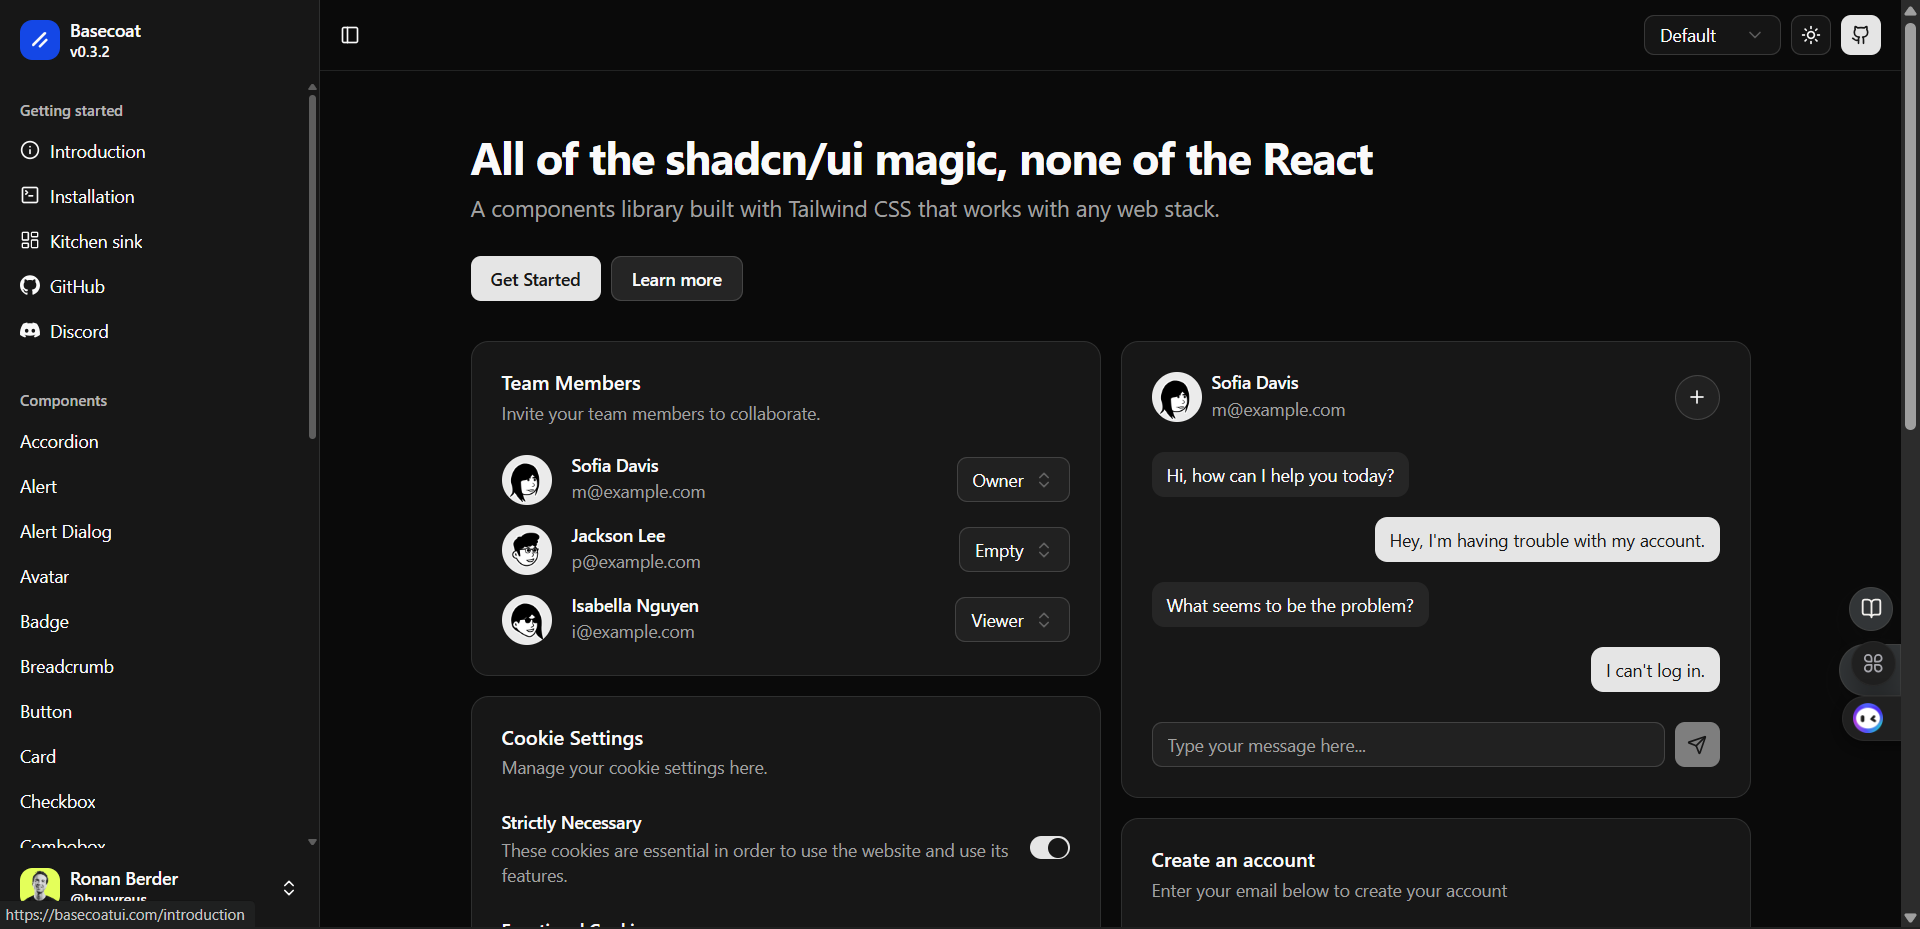 Basecoat
v0.3.2
Getting started
Introduction
Installation
Kitchen sink
GitHub
Discord
Components
Accordion
Alert
Alert Dialog
Avatar
Badge
Breadcrumb
Button
Card
Checkbox
Combobox
Ronan Berder
@hunvreus
https://basecoatui.com/introduction
Default
All of the shadcn/ui magic, none of the React
A components library built with Tailwind CSS that works with any web stack.
Get Started
Learn more
Team Members
Invite your team members to collaborate.
Sofia Davis
m@example.com
Owner
Jackson Lee
p@example.com
Empty
Isabella Nguyen
i@example.com
Viewer
Cookie Settings
Manage your cookie settings here.
Strictly Necessary
These cookies are essential in order to use the website and use its
features.
Sofia Davis
m@example.com
Hi, how can I help you today?
Hey, I'm having trouble with my account.
What seems to be the problem?
I can't log in.
Type your message here...
Create an account
Enter your email below to create your account